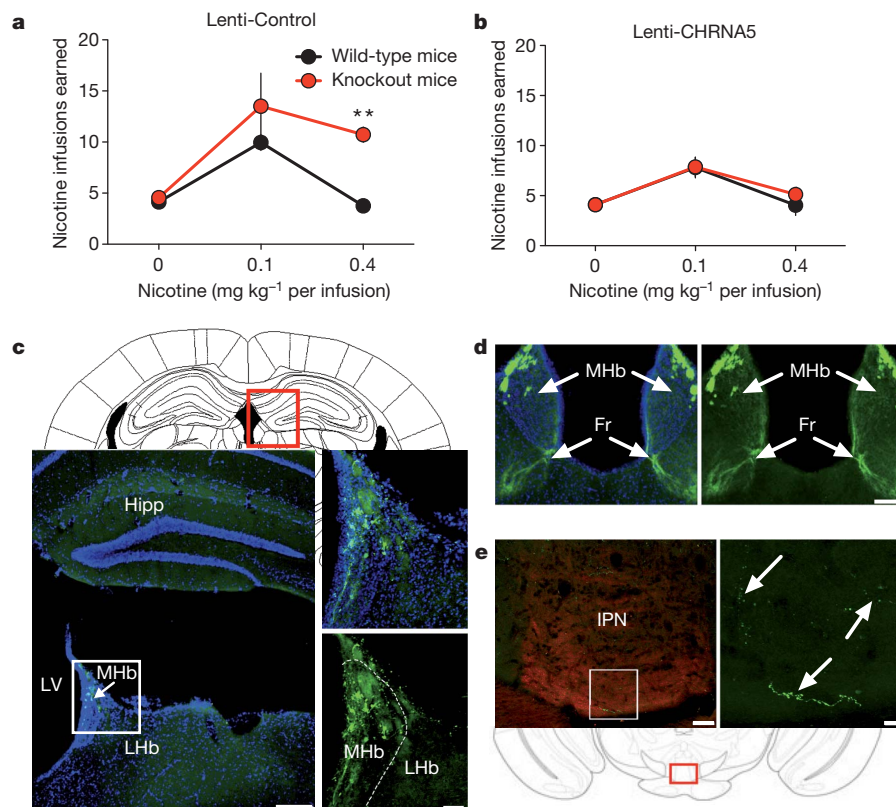 a
Lenti-Control
Nicotine infusions earned
20
15
10
5
0
Wild-type mice
Knockout mice
**
0
0.1
0.4
Nicotine (mg kg⁻¹ per infusion)
b
Lenti-CHRNA5
Nicotine infusions earned
20
15
10
5
0
0
0.1
0.4
Nicotine (mg kg⁻¹ per infusion)
c
Hipp
LV
MHb
LHb
MHb
LHb
d
MHb
Fr
MHb
Fr
e
IPN